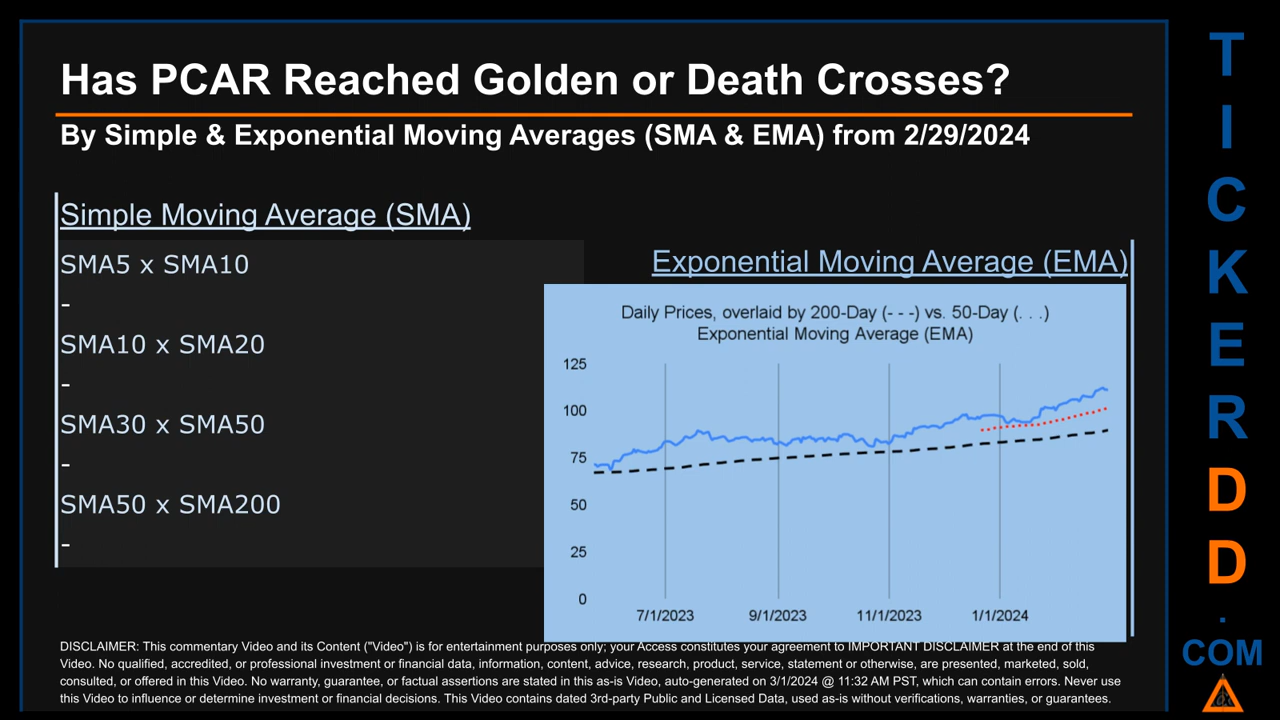 Has PCAR Reached Golden or Death Crosses?
By Simple & Exponential Moving Averages (SMA & EMA) from 2/29/2024
Simple Moving Average (SMA)
SMA5 x SMA10
-
SMA10 x SMA20
-
SMA30 x SMA50
-
SMA50 x SMA200
-
Exponential Moving Average (EMA)
Daily Prices, overlaid by 200-Day (- - -) vs. 50-Day (. . .)
Exponential Moving Average (EMA)
125
100
75
50
25
0
7/1/2023 9/1/2023 11/1/2023 1/1/2024
DISCLAIMER: This commentary Video and its Content ("Video") is for entertainment purposes only; your Access constitutes your agreement to IMPORTANT DISCLAIMER at the end of this
Video. No qualified, accredited, or professional investment or financial data, information, content, advice, research, product, service, statement or otherwise, are presented, marketed, sold,
consulted, or offered in this Video. No warranty, guarantee, or factual assertions are stated in this as-is Video, auto-generated on 3/1/2024 @ 11:32 AM PST, which can contain errors. Never use
this Video to influence or determine investment or financial decisions. This Video contains dated 3rd-party Public and Licensed Data, used as-is without verifications, warranties, or guarantees.
T
I
C
K
E
R
D
D
.
COM